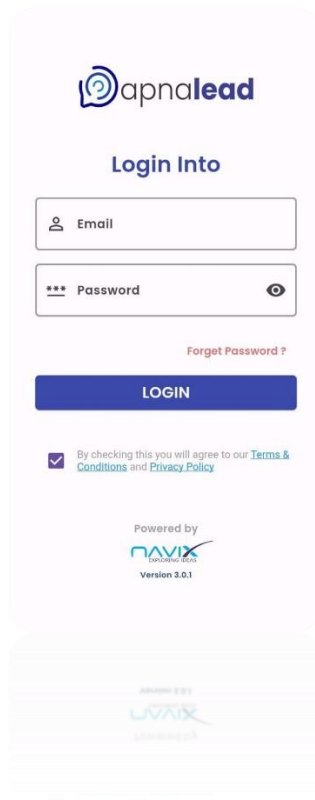 apnalead
Login Into
Email
*** Password
Forget Password ?
LOGIN
By checking this you will agree to our Terms &
Conditions and Privacy Policy
Powered by
NAVIX
EXPLORING IDEAS
Version 3.0.1